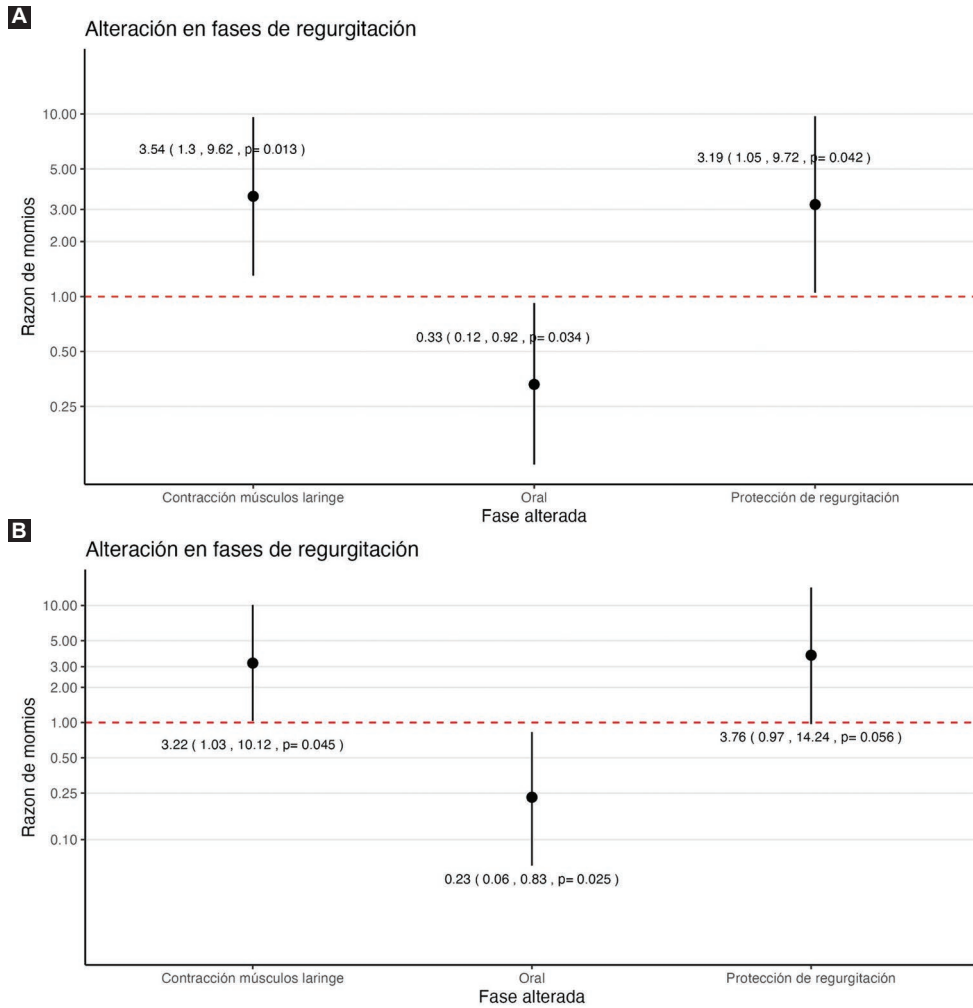 A
Alteración en fases de regurgitación
Razon de momios
10.00
5.00
3.00
2.00
1.00
0.50
0.25
3.54 ( 1.3 , 9.62 , p= 0.013 )
3.19 ( 1.05 , 9.72 , p= 0.042 )
0.33 ( 0.12 , 0.92 , p= 0.034 )
Contracción músculos laringe
Oral
Protección de regurgitación
Fase alterada
B
Alteración en fases de regurgitación
Razon de momios
10.00
5.00
3.00
2.00
1.00
0.50
0.25
0.10
3.22 ( 1.03 , 10.12 , p= 0.045 )
3.76 ( 0.97 , 14.24 , p= 0.056 )
0.23 ( 0.06 , 0.83 , p= 0.025 )
Contracción músculos laringe
Oral
Protección de regurgitación
Fase alterada